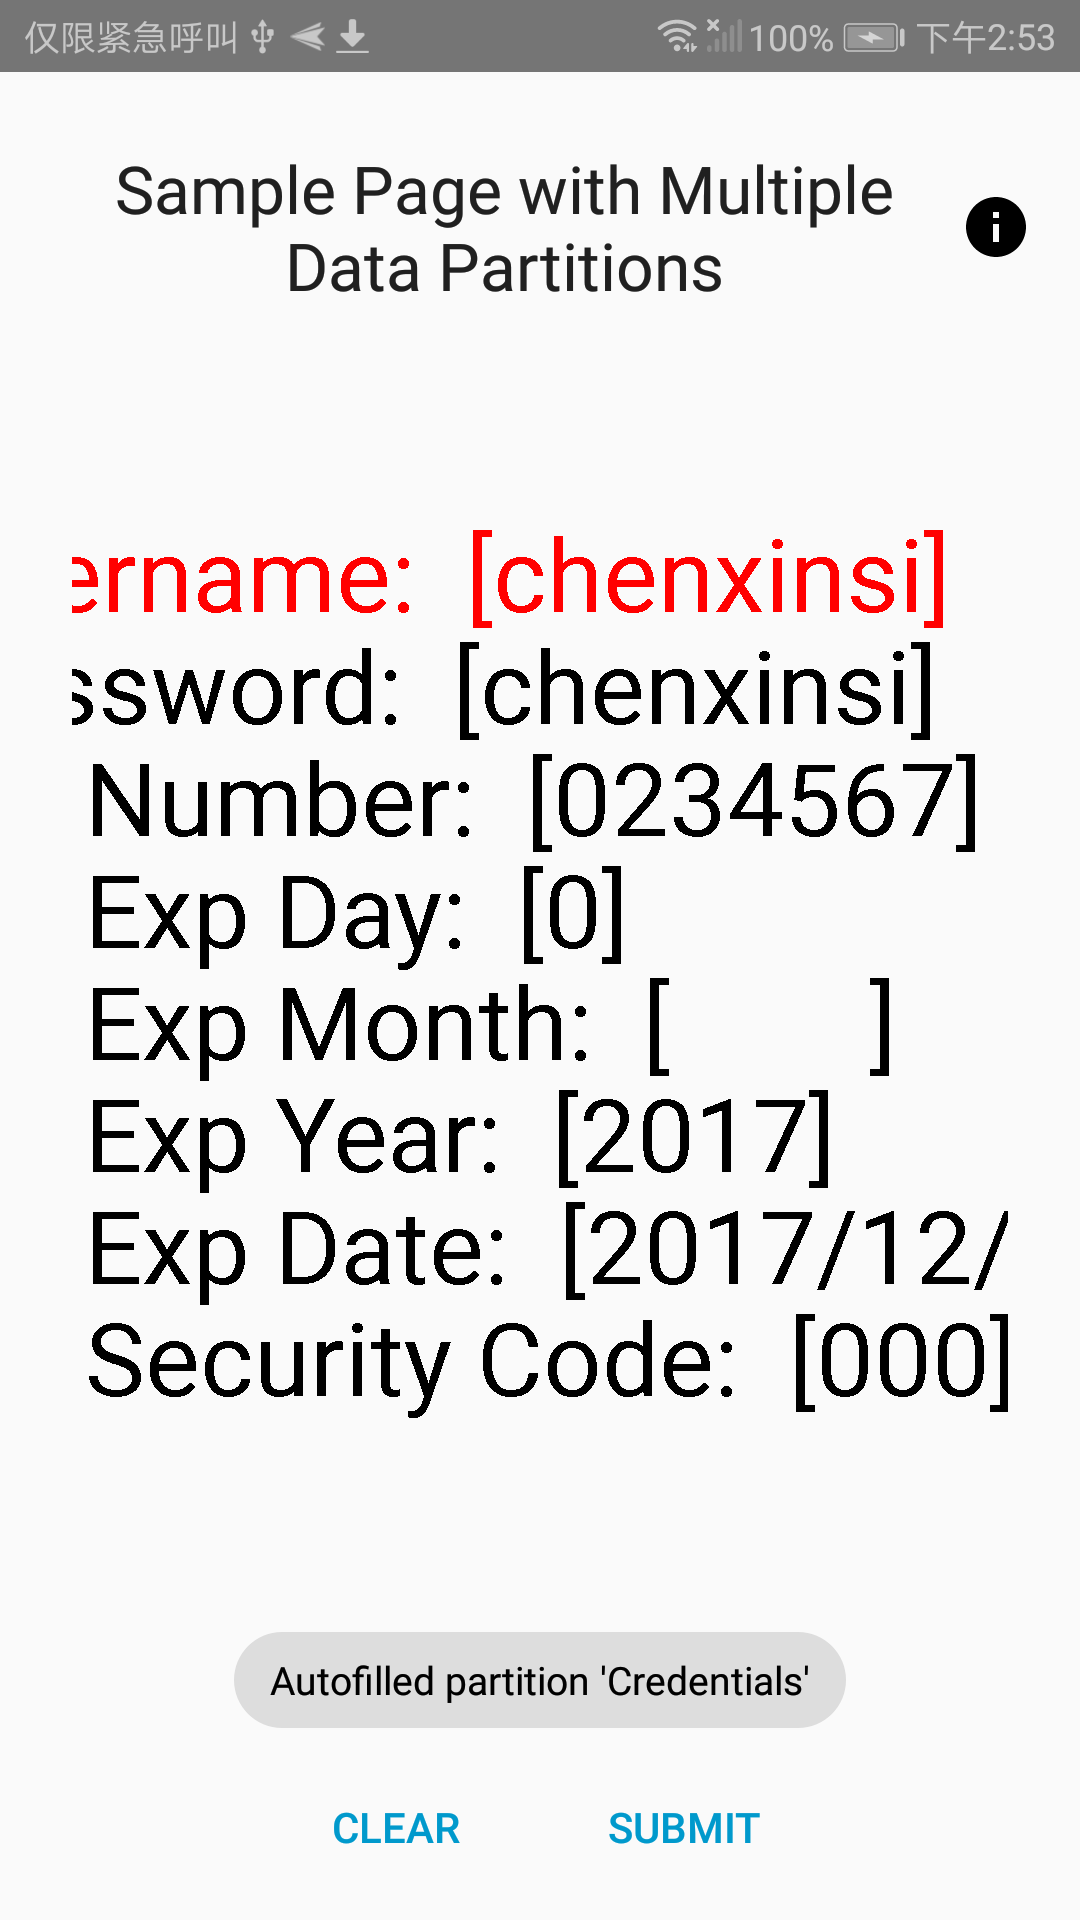 仅限紧急呼叫 100% 下午2:53
Sample Page with Multiple
Data Partitions
ername: [chenxinsi]
ssword: [chenxinsi]
Number: [0234567]
Exp Day: [0]
Exp Month: [ ]
Exp Year: [2017]
Exp Date: [2017/12/
Security Code: [000]
Autofilled partition 'Credentials'
CLEAR SUBMIT